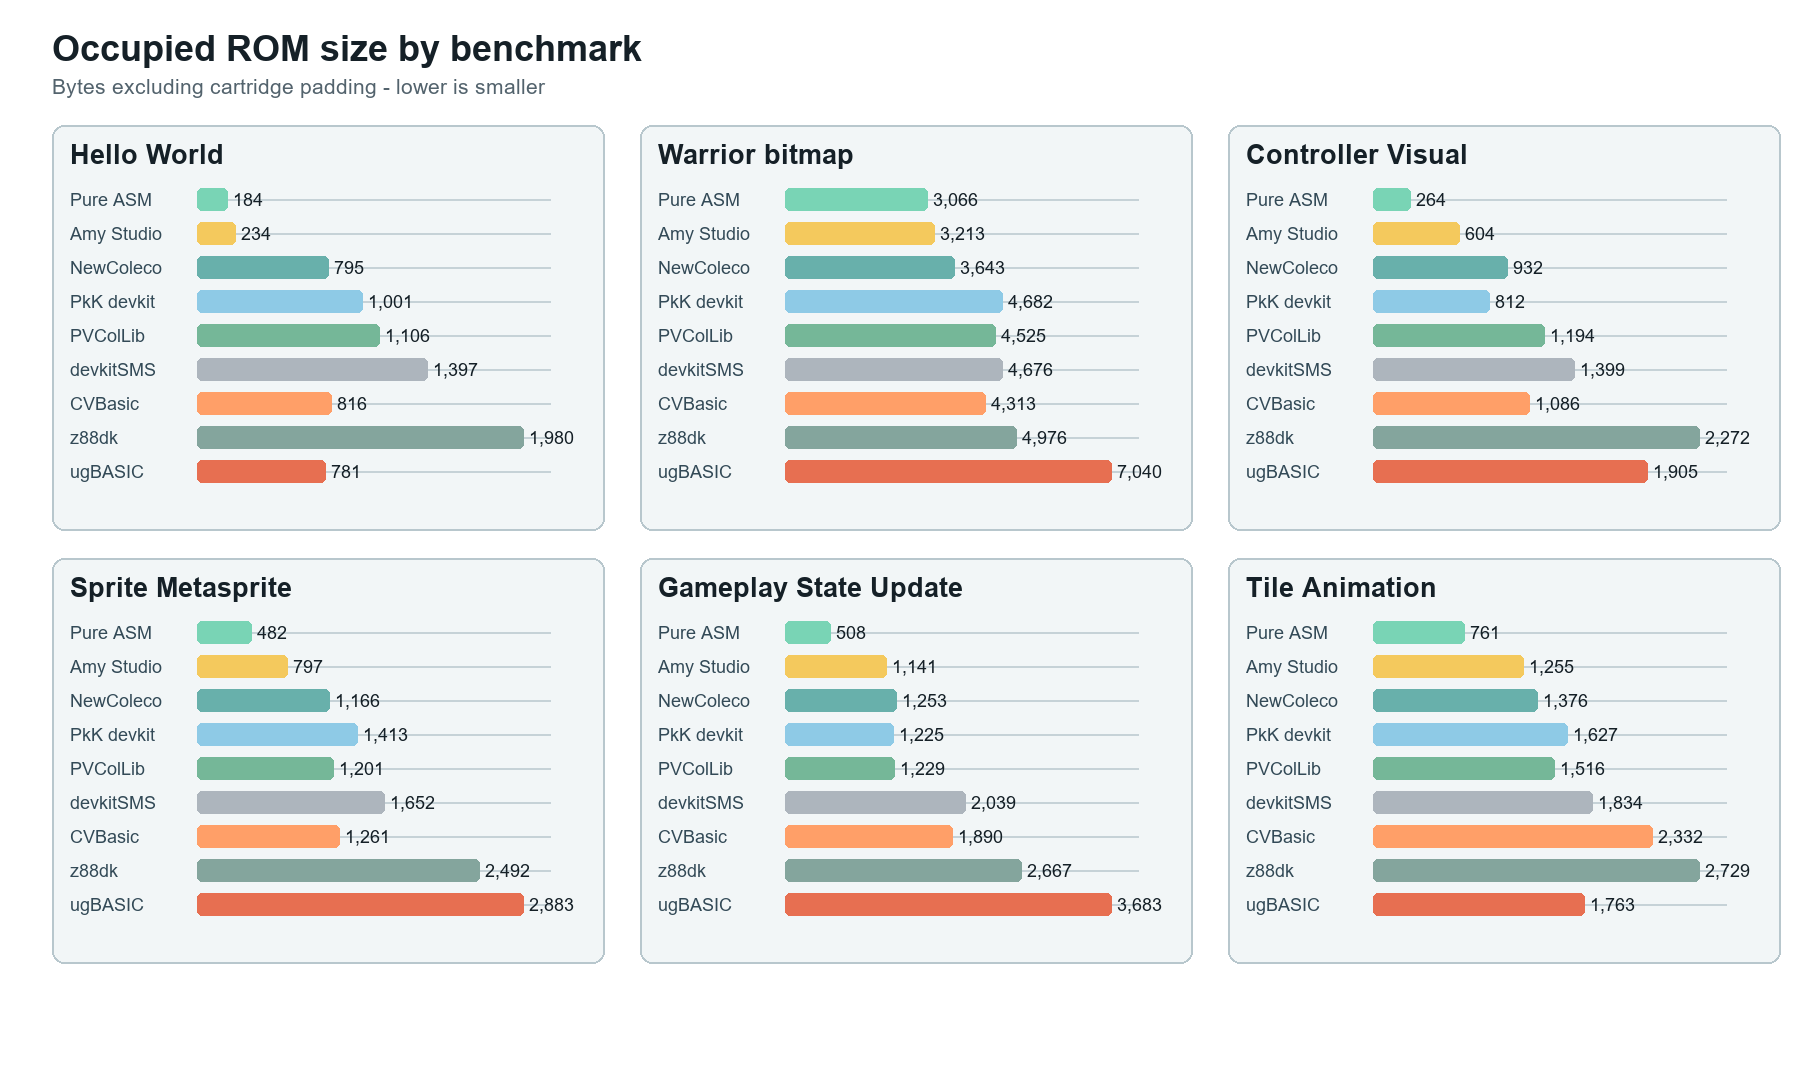 Occupied ROM size by benchmark
Bytes excluding cartridge padding - lower is smaller
Hello World
Pure ASM 184
Amy Studio 234
NewColeco 795
PkK devkit 1,001
PVColLib 1,106
devkitSMS 1,397
CVBasic 816
z88dk 1,980
ugBASIC 781
Warrior bitmap
Pure ASM 3,066
Amy Studio 3,213
NewColeco 3,643
PkK devkit 4,682
PVColLib 4,525
devkitSMS 4,676
CVBasic 4,313
z88dk 4,976
ugBASIC 7,040
Controller Visual
Pure ASM 264
Amy Studio 604
NewColeco 932
PkK devkit 812
PVColLib 1,194
devkitSMS 1,399
CVBasic 1,086
z88dk 2,272
ugBASIC 1,905
Sprite Metasprite
Pure ASM 482
Amy Studio 797
NewColeco 1,166
PkK devkit 1,413
PVColLib 1,201
devkitSMS 1,652
CVBasic 1,261
z88dk 2,492
ugBASIC 2,883
Gameplay State Update
Pure ASM 508
Amy Studio 1,141
NewColeco 1,253
PkK devkit 1,225
PVColLib 1,229
devkitSMS 2,039
CVBasic 1,890
z88dk 2,667
ugBASIC 3,683
Tile Animation
Pure ASM 761
Amy Studio 1,255
NewColeco 1,376
PkK devkit 1,627
PVColLib 1,516
devkitSMS 1,834
CVBasic 2,332
z88dk 2,729
ugBASIC 1,763